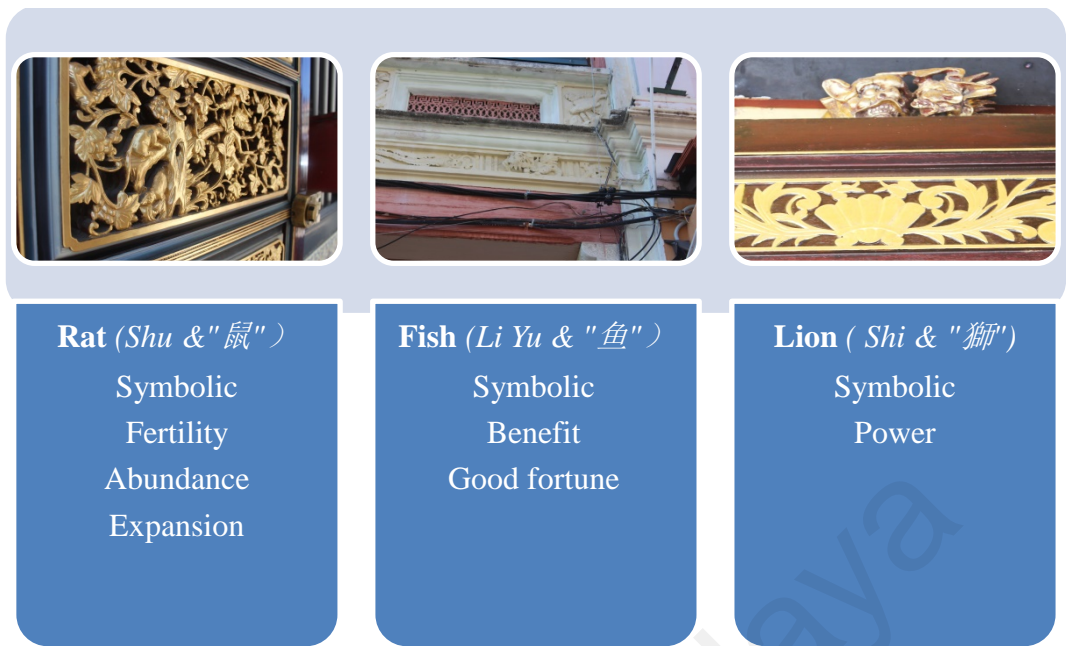 Rat (Shu &"鼠"）
Symbolic
Fertility
Abundance
Expansion
Fish (Li Yu & "鱼"）
Symbolic
Benefit
Good fortune
Lion ( Shi & "獅")
Symbolic
Power
aya